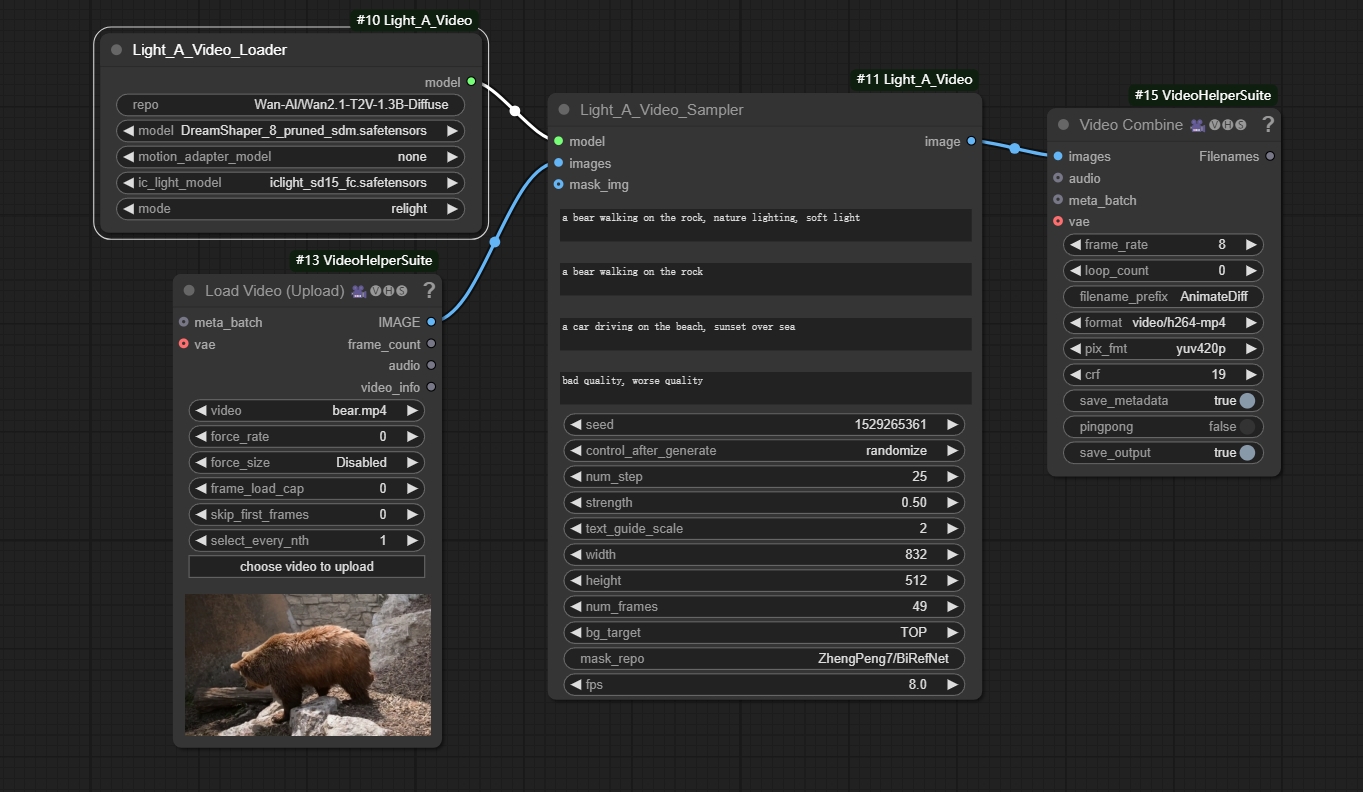 #10 Light_A_Video
Light_A_Video_Loader
model
repo Wan-AI/Wan2.1-T2V-1.3B-Diffuse
model DreamShaper_8_pruned_sdm.safetensors
motion_adapter_model none
ic_light_model iclight_sd15_fc.safetensors
mode relight
#13 VideoHelperSuite
Load Video (Upload) VHS ?
meta_batch IMAGE
vae frame_count
audio
video_info
video bear.mp4
force_rate 0
force_size Disabled
frame_load_cap 0
skip_first_frames 0
select_every_nth 1
choose video to upload
#11 Light_A_Video
Light_A_Video_Sampler
model image
images
mask_img
a bear walking on the rock, nature lighting, soft light
a bear walking on the rock
a car driving on the beach, sunset over sea
bad quality, worse quality
seed 1529265361
control_after_generate randomize
num_step 25
strength 0.50
text_guide_scale 2
width 832
height 512
num_frames 49
bg_target TOP
mask_repo ZhengPeng7/BiRefNet
fps 8.0
#15 VideoHelperSuite
Video Combine VHS ?
images Filenames
audio
meta_batch
vae
frame_rate 8
loop_count 0
filename_prefix AnimateDiff
format video/h264-mp4
pix_fmt yuv420p
crf 19
save_metadata true
pingpong false
save_output true